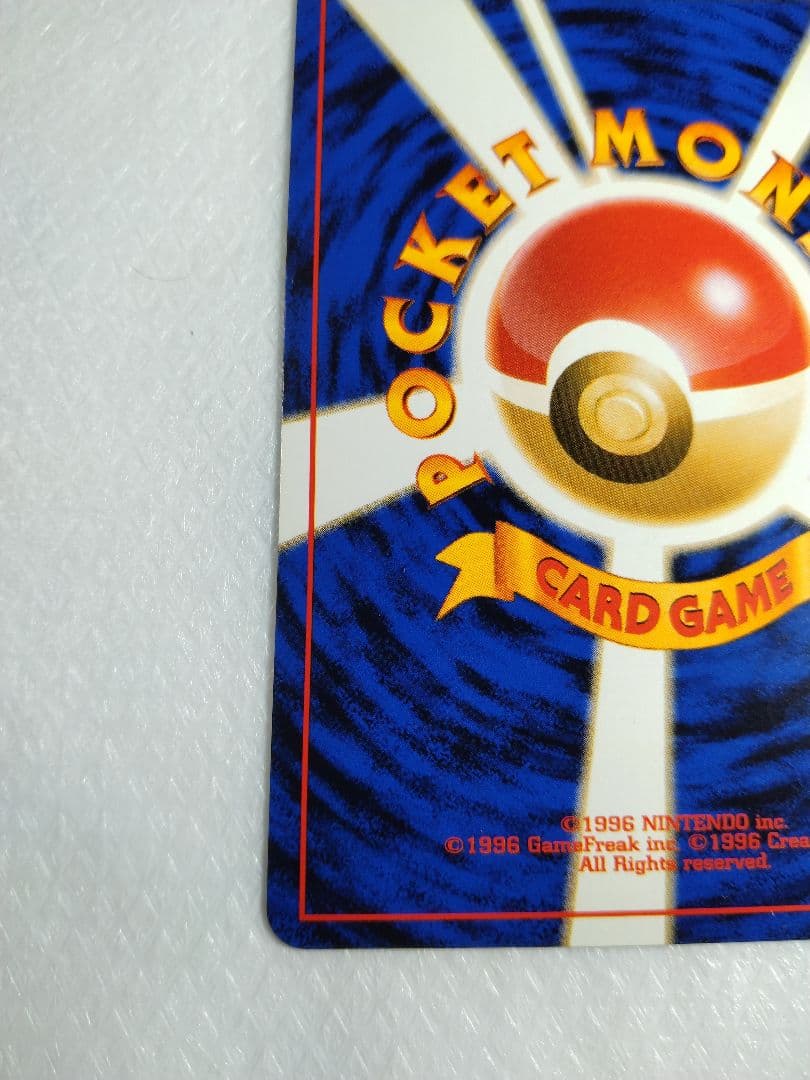 POCKET MON
CARD GAME
©1996 NINTENDO inc.
©1996 GameFreak inc. ©1996 Crea
All Rights reserved.